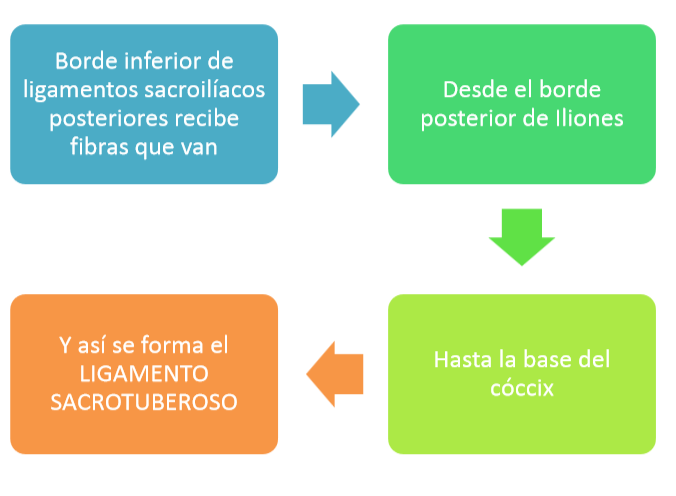 Borde inferior de
ligamentos sacroilíacos
posteriores recibe
fibras que van
Desde el borde
posterior de Iliones
Hasta la base del
cóccix
Y así se forma el
LIGAMENTO
SACROTUBEROSO